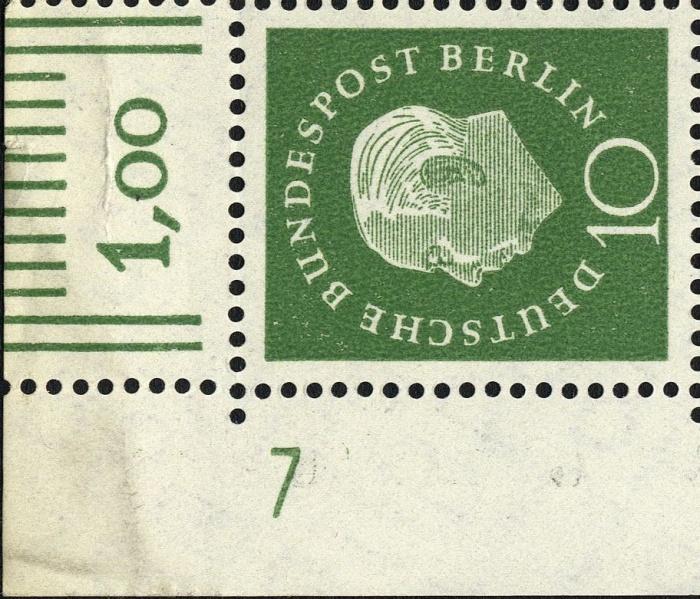 1,00
DEUTSCHE BUNDESPOST BERLIN
10
7